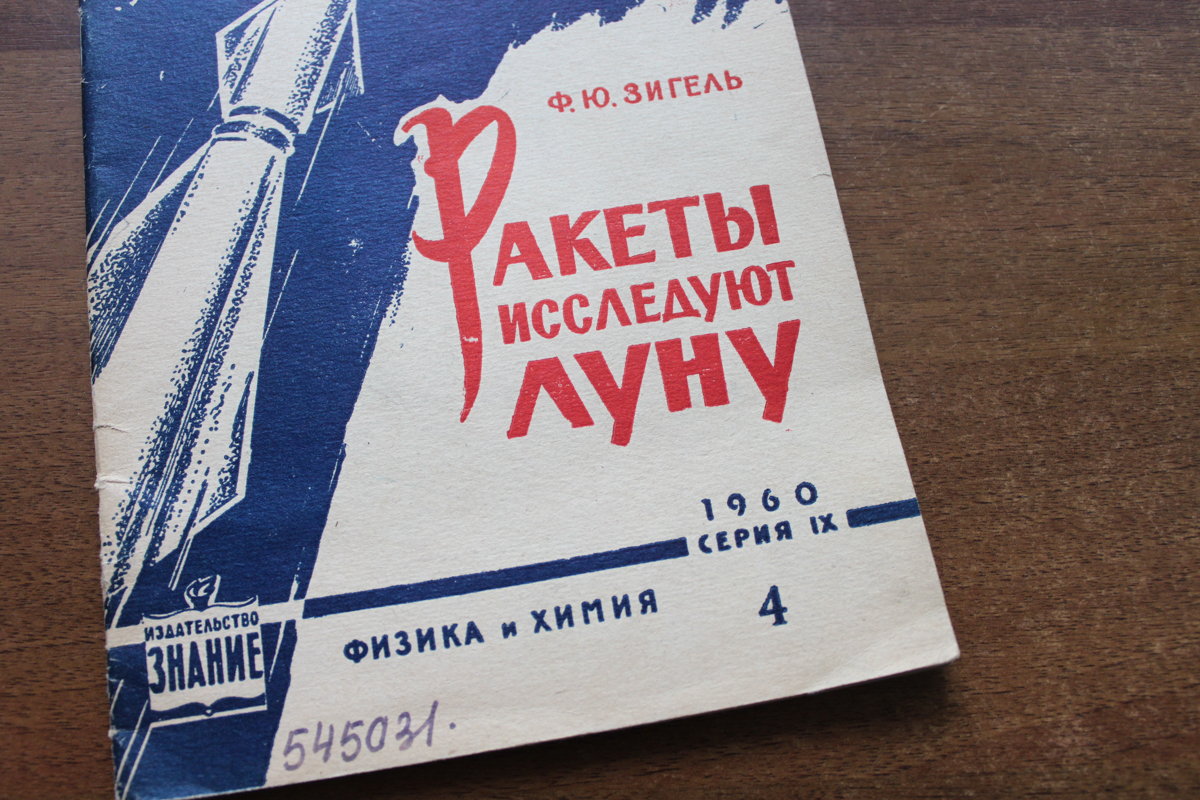 Ф. Ю. ЗИГЕЛЬ
РАКЕТЫ
ИССЛЕДУЮТ
ЛУНУ
1960
СЕРИЯ IX
ФИЗИКА и ХИМИЯ 4
ИЗДАТЕЛЬСТВО
ЗНАНИЕ
545031.